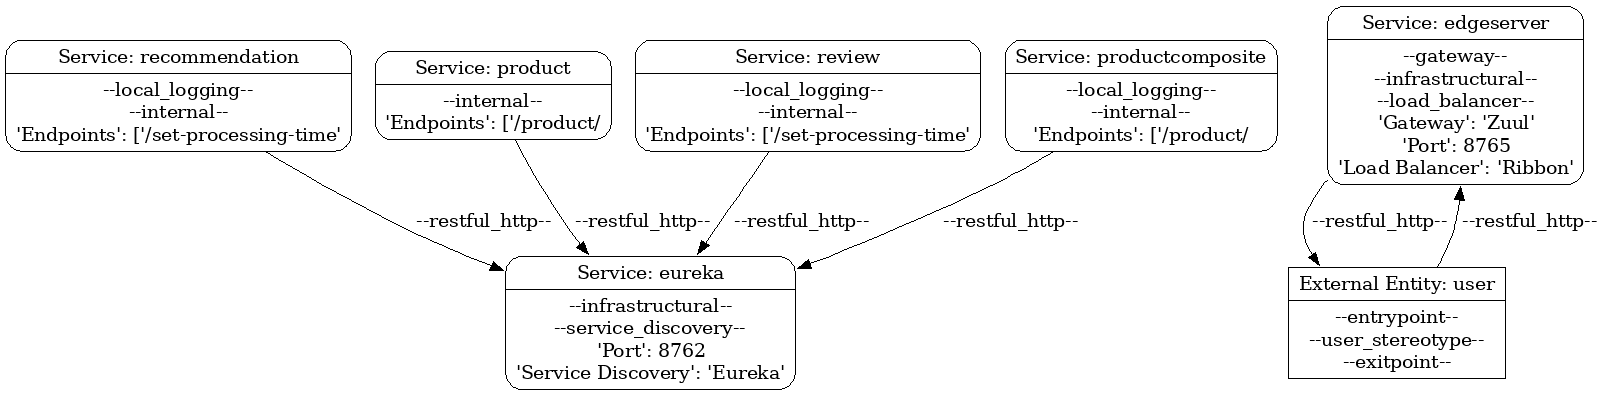 Service: recommendation
--local_logging--
--internal--
'Endpoints': ['/set-processing-time'
Service: product
--internal--
'Endpoints': ['/product/
Service: review
--local_logging--
--internal--
'Endpoints': ['/set-processing-time'
Service: productcomposite
--local_logging--
--internal--
'Endpoints': ['/product/
Service: edgeserver
--gateway--
--infrastructural--
--load_balancer--
'Gateway': 'Zuul'
'Port': 8765
'Load Balancer': 'Ribbon'
--restful_http--
--restful_http--
--restful_http--
--restful_http--
--restful_http--
--restful_http--
Service: eureka
--infrastructural--
--service_discovery--
'Port': 8762
'Service Discovery': 'Eureka'
External Entity: user
--entrypoint--
--user_stereotype--
--exitpoint--